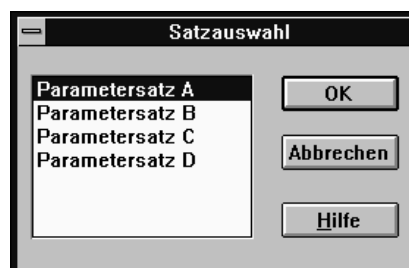 Satzauswahl
Parametersatz A
Parametersatz B
Parametersatz C
Parametersatz D
OK
Abbrechen
Hilfe